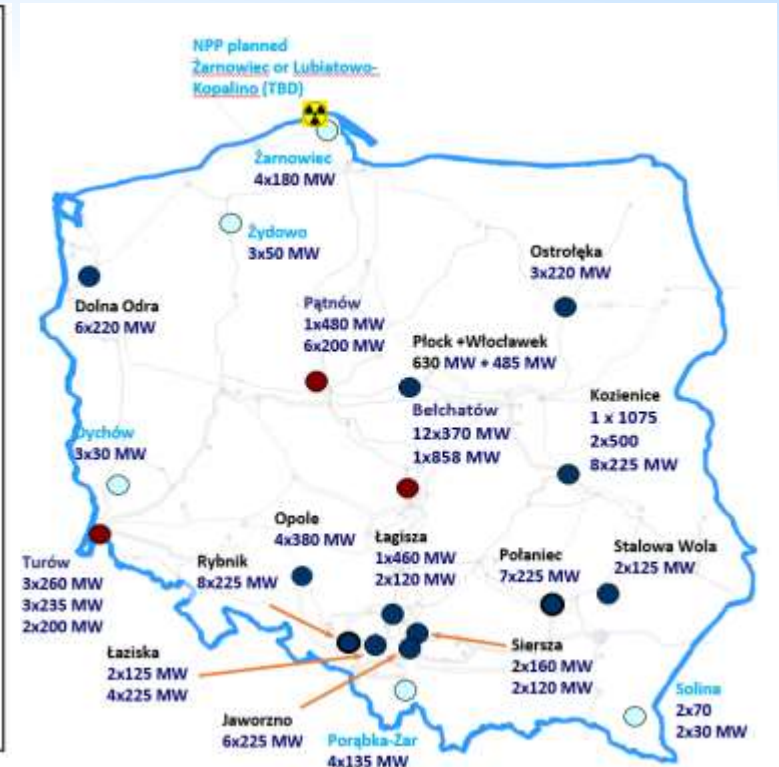 NPP planned
Żarnowiec or Lubiatowo-
Kopalino (TBD)
Żarnowiec
4x180 MW
Żydowo
3x50 MW
Ostrołęka
3x220 MW
Dolna Odra
6x220 MW
Pątnów
1x480 MW
6x200 MW
Płock +Włocławek
630 MW + 485 MW
Kozienice
1 x 1075
2x500
8x225 MW
Bełchatów
12x370 MW
1x858 MW
Dychów
3x30 MW
Opole
4x380 MW
Łagisza
1x460 MW
2x120 MW
Połaniec
7x225 MW
Stalowa Wola
2x125 MW
Turów
3x260 MW
3x235 MW
2x200 MW
Rybnik
8x225 MW
Łaziska
2x125 MW
4x225 MW
Siersza
2x160 MW
2x120 MW
Jaworzno
6x225 MW
Porąbka-Żar
4x135 MW
Solina
2x70
2x30 MW